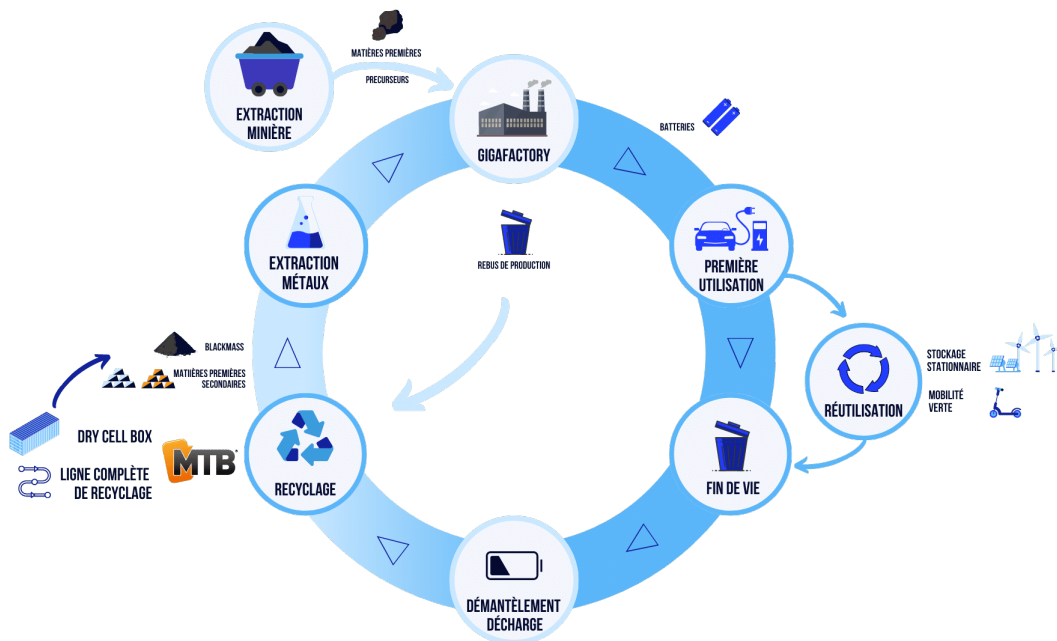 MATIÈRES PREMIÈRES
PRECURSEURS
EXTRACTION
MINIÈRE
GIGAFACTORY
BATTERIES
EXTRACTION
MÉTAUX
REBUS DE PRODUCTION
PREMIÈRE
UTILISATION
BLACKMASS
MATIÈRES PREMIÈRES
SECONDAIRES
STOCKAGE
STATIONNAIRE
MOBILITÉ
VERTE
RÉUTILISATION
DRY CELL BOX
LIGNE COMPLÈTE
DE RECYCLAGE
MTB
RECYCLAGE
FIN DE VIE
DÉMANTÈLEMENT
DÉCHARGE